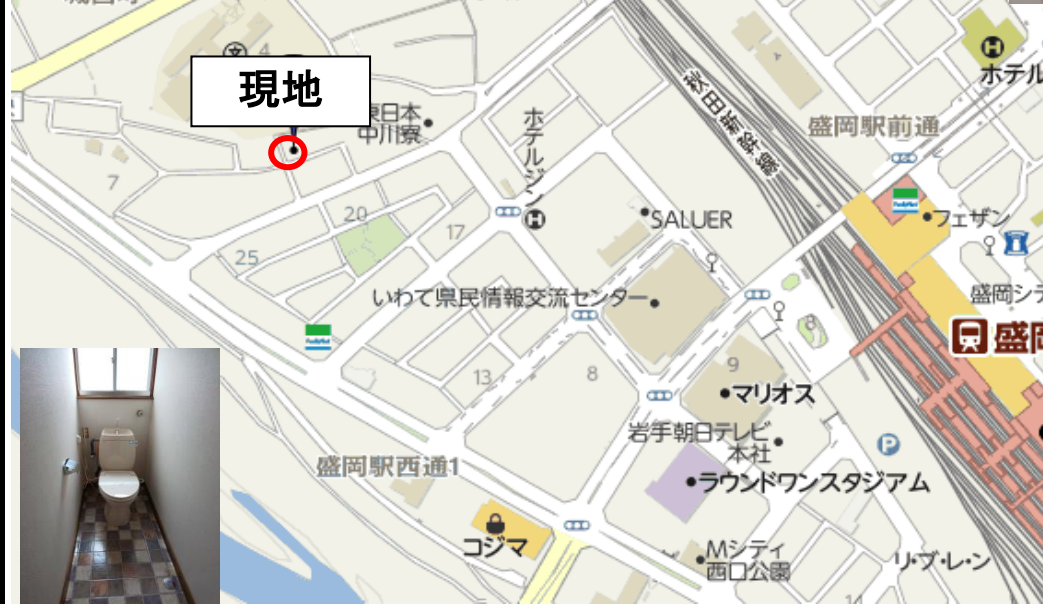 4
現地
東日本
中川寮
ホテルジン
秋田新幹線
盛岡駅前通
ホテル
7
20
17
25
SALUER
FamilyMart
フェザン
いわて県民情報交流センター
盛岡シテ
盛岡
FamilyMart
13
8
9
マリオス
岩手朝日テレビ
本社
P
盛岡駅西通1
ラウンドワンスタジアム
コジマ
Mシティ
西口公園
リ・ブ・レ・ン
14